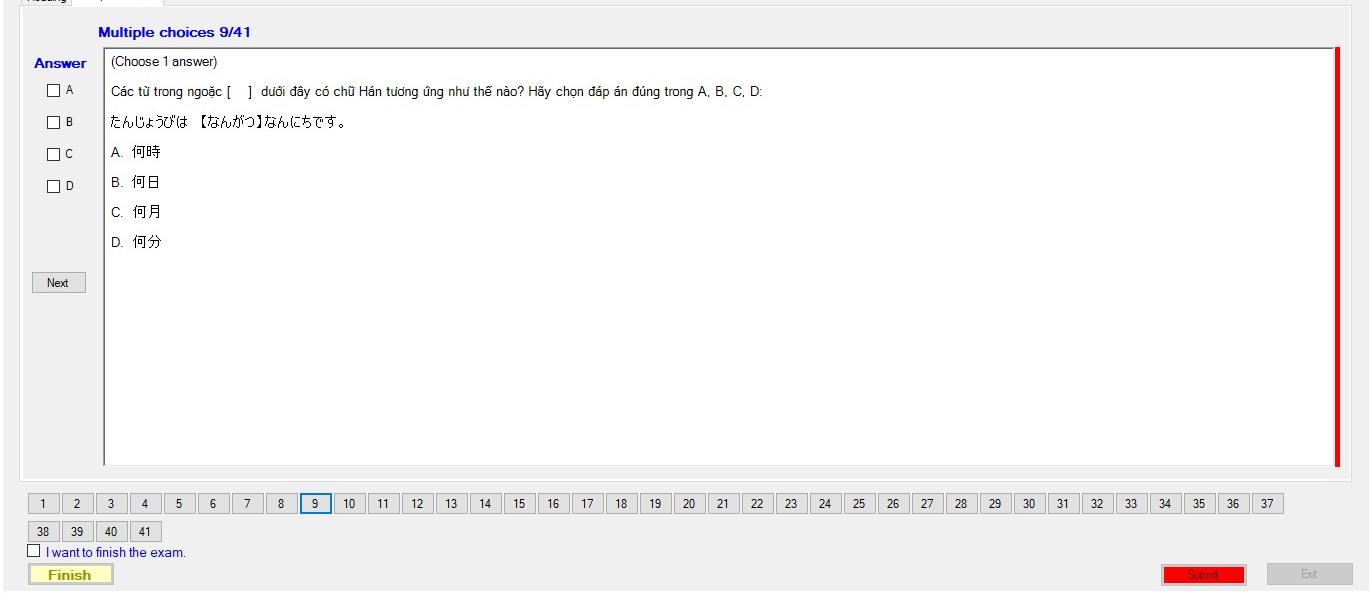 Multiple choices 9/41
Answer
(Choose 1 answer)
A
Các từ trong ngoặc [ ] dưới đây có chữ Hán tương ứng như thế nào? Hãy chọn đáp án đúng trong A, B, C, D:
B
たんじょうびは 【なんがつ】なんにちです。
C
A. 何時
D
B. 何日
C. 何月
D. 何分
Next
1 2 3 4 5 6 7 8 9 10 11 12 13 14 15 16 17 18 19 20 21 22 23 24 25 26 27 28 29 30 31 32 33 34 35 36 37
38 39 40 41
I want to finish the exam.
Finish
Submit
Exit